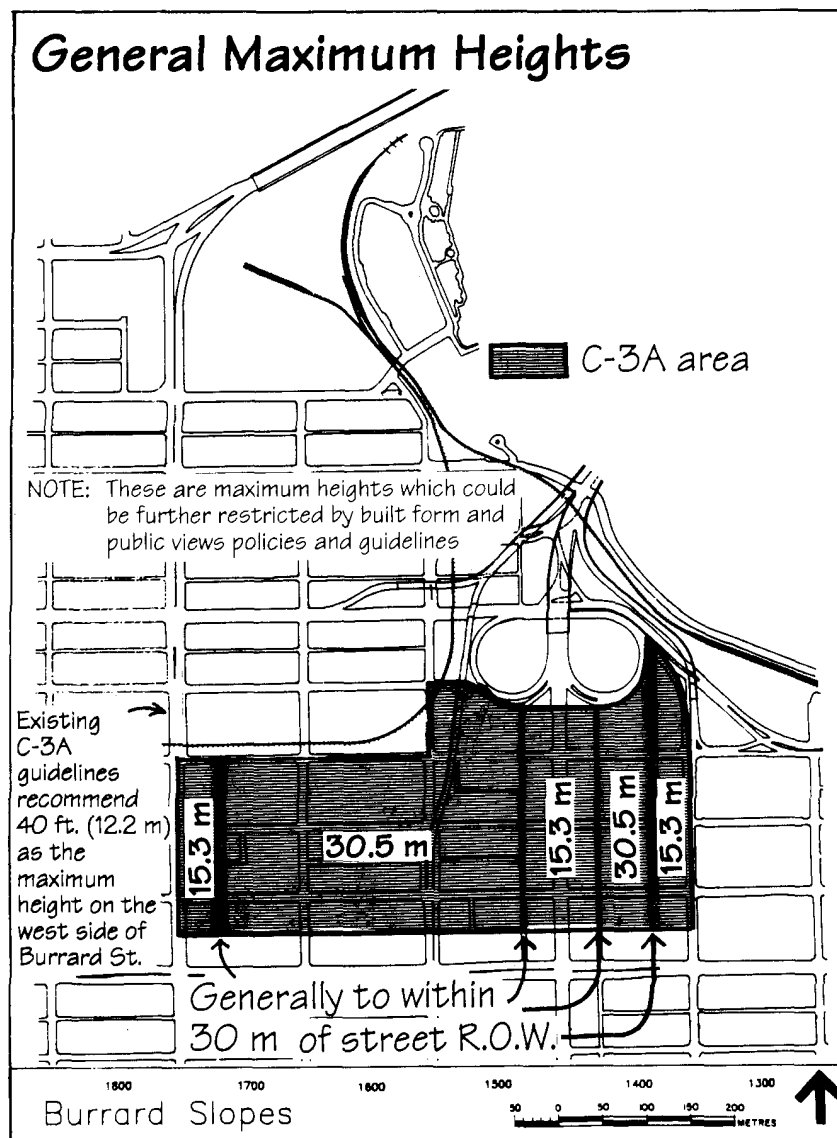 General Maximum Heights
C-3A area
NOTE: These are maximum heights which could
be further restricted by built form and
public views policies and guidelines
Existing
C-3A
guidelines
recommend
40 ft. (12.2 m)
as the
maximum
height on the
west side of
Burrard St.
15.3 m
30.5 m
15.3 m
30.5 m
15.3 m
Generally to within
30 m of street R.O.W.
1800 1700 1600 1500 1400 1300
Burrard Slopes
50 0 50 100 150 200 METRES